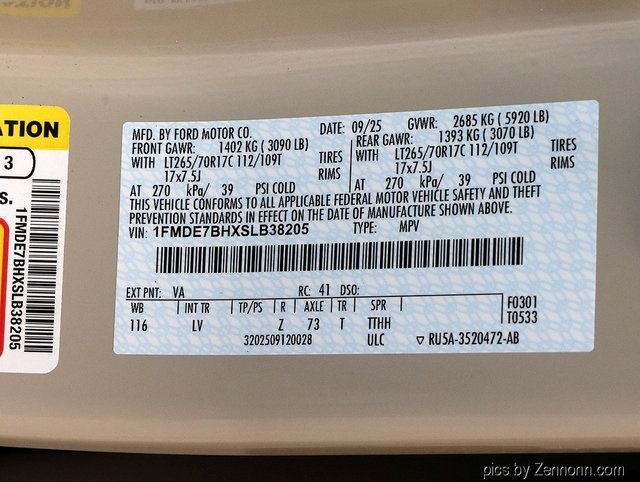 ATION
3
S.
1FMDE7BHXSLB38205
MFD. BY FORD MOTOR CO.
DATE: 09/25
GVWR: 2685 KG ( 5920 LB)
FRONT GAWR: 1402 KG ( 3090 LB)
REAR GAWR: 1393 KG ( 3070 LB)
WITH LT265/70R17C 112/109T TIRES
WITH LT265/70R17C 112/109T TIRES
17x7.5J RIMS
17x7.5J RIMS
AT 270 kPa/ 39 PSI COLD
AT 270 kPa/ 39 PSI COLD
THIS VEHICLE CONFORMS TO ALL APPLICABLE FEDERAL MOTOR VEHICLE SAFETY AND THEFT
PREVENTION STANDARDS IN EFFECT ON THE DATE OF MANUFACTURE SHOWN ABOVE.
VIN: 1FMDE7BHXSLB38205 TYPE: MPV
EXT PNT: VA RC: 41 DSO:
WB INT TR TP/PS R AXLE TR SPR F0301
116 LV Z 73 T TTHH T0533
3202509120028 ULC ▽ RU5A-3520472-AB
pics by Zennonn.com